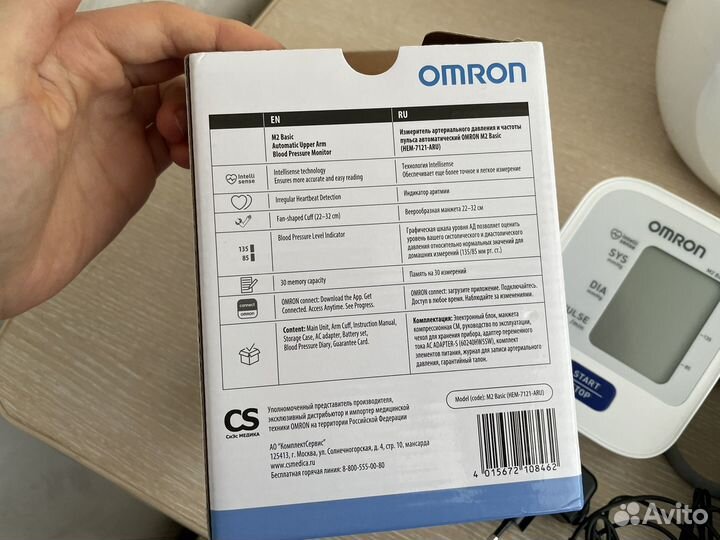 OMRON
EN
RU
M2 Basic
Automatic Upper Arm
Blood Pressure Monitor
Измеритель артериального давления и частоты
пульса автоматический OMRON M2 Basic
(HEM-7121-ARU)
Intelli
sense
Intellisense technology
Ensures more accurate and easy reading
Технология Intellisense
Обеспечивает еще более точное и легкое измерение
Irregular Heartbeat Detection
Индикатор аритмии
Fan-shaped Cuff (22–32 cm)
Веерообразная манжета 22–32 см
135
85
Blood Pressure Level Indicator
Графическая шкала уровня АД позволяет оценить
уровень вашего систолического и диастолического
давления относительно нормальных значений для
домашних измерений (135/85 мм рт. ст.)
30 memory capacity
Память на 30 измерений
connect
OMRON
OMRON connect: Download the App. Get
Connected. Access Anytime. See Progress.
OMRON connect: загрузите приложение. Подключайтесь.
Доступ в любое время. Наблюдайте за изменениями.
Content: Main Unit, Arm Cuff, Instruction Manual,
Storage Case, AC adapter, Battery set,
Blood Pressure Diary, Guarantee Card.
Комплектация: Электронный блок, манжета
компрессионная CM, руководство по эксплуатации,
чехол для хранения прибора, адаптер переменного
тока AC ADAPTER-S (60240HW5SW), комплект
элементов питания, журнал для записи артериального
давления, гарантийный талон.
CS
СиЭс МЕДИКА
Уполномоченный представитель производителя,
эксклюзивный дистрибьютор и импортер медицинской
техники OMRON на территории Российской Федерации
АО "КомплектСервис"
125413, г. Москва, ул. Солнечногорская, д. 4, стр. 10, мансарда
www.csmedica.ru
Бесплатная горячая линия: 8-800-555-00-80
Model (code): M2 Basic (HEM-7121-ARU)
4 015672 108462
Intelli
sense
OMRON
SYS
mmHg
DIA
mmHg
PULSE
/min
135
85
START
STOP
Avito